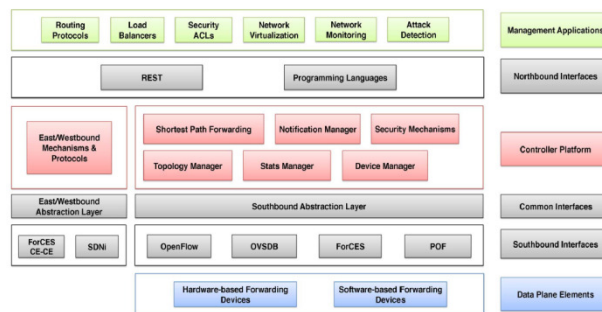 Routing
Protocols
Load
Balancers
Security
ACLs
Network
Virtualization
Network
Monitoring
Attack
Detection
Management Applications
REST
Programming Languages
Northbound Interfaces
East/Westbound
Mechanisms &
Protocols
Shortest Path Forwarding
Notification Manager
Security Mechanisms
Topology Manager
Stats Manager
Device Manager
Controller Platform
East/Westbound
Abstraction Layer
Southbound Abstraction Layer
Common Interfaces
ForCES
CE-CE
SDNi
OpenFlow
OVSDB
ForCES
POF
Southbound Interfaces
Hardware-based Forwarding
Devices
Software-based Forwarding
Devices
Data Plane Elements